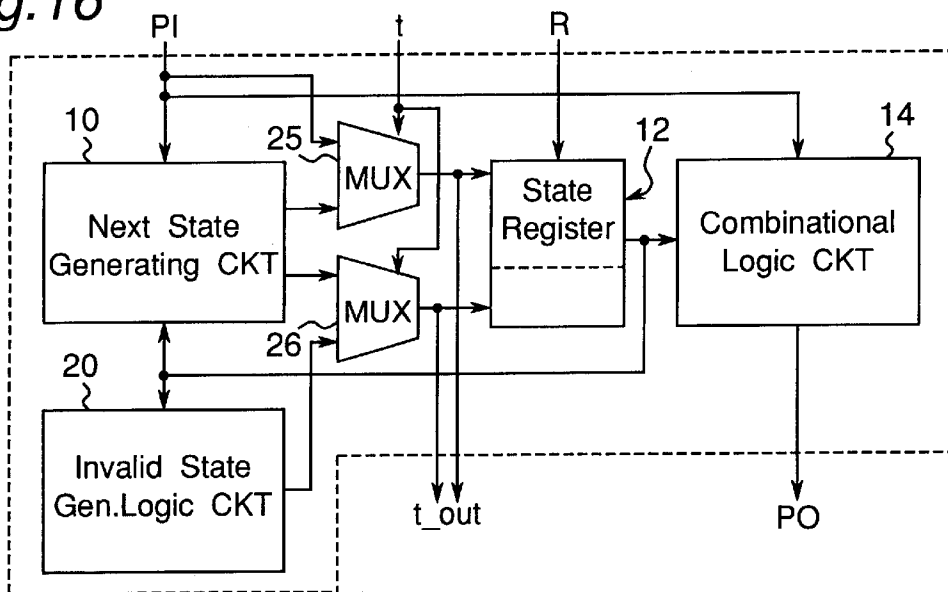 g.16
PI
t
R
10
25
12
14
MUX
State
Register
Next State
Generating CKT
Combinational
Logic CKT
MUX
26
20
Invalid State
Gen.Logic CKT
t_out
PO